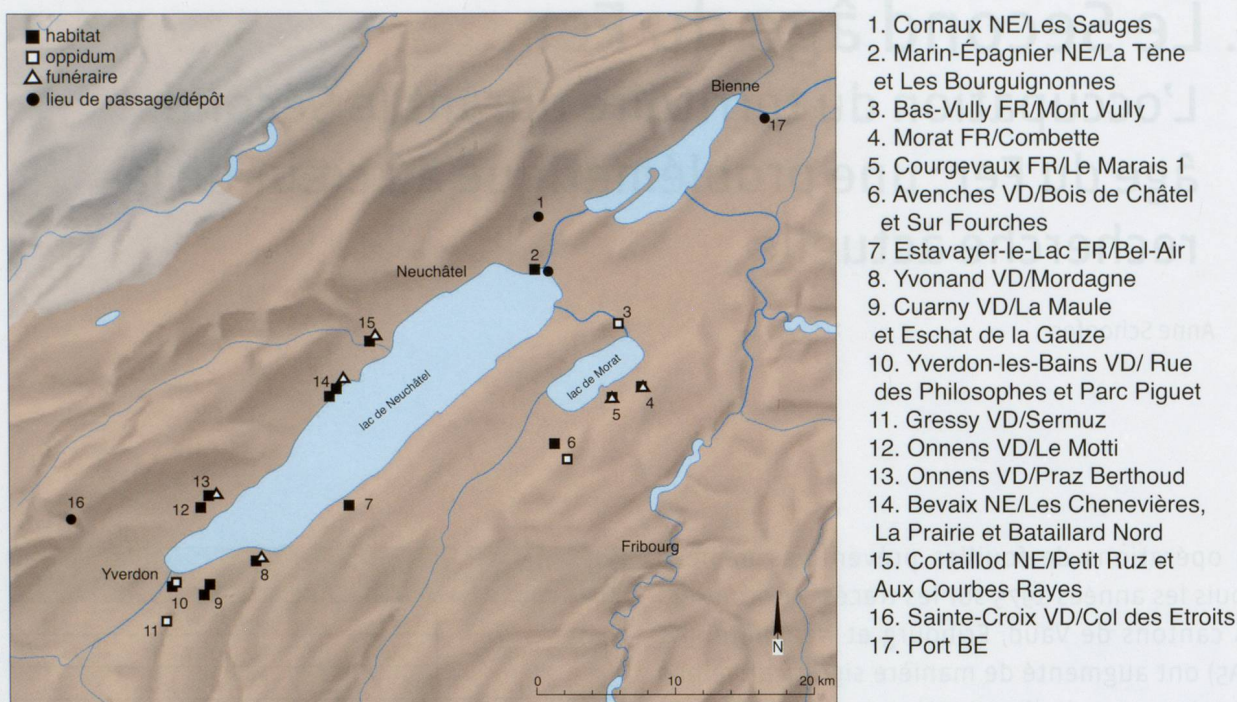 habitat
oppidum
funéraire
lieu de passage/dépôt
Bienne
17
1
2
Neuchâtel
3
15
14
lac de Neuchâtel
lac de Morat
4
5
6
13
12
7
16
8
Fribourg
Yverdon
10
9
11
N
0 10 20 km
1. Cornaux NE/Les Sauges
2. Marin-Épagnier NE/La Tène
et Les Bourguignonnes
3. Bas-Vully FR/Mont Vully
4. Morat FR/Combette
5. Courgevaux FR/Le Marais 1
6. Avenches VD/Bois de Châtel
et Sur Fourches
7. Estavayer-le-Lac FR/Bel-Air
8. Yvonand VD/Mordagne
9. Cuarny VD/La Maule
et Eschat de la Gauze
10. Yverdon-les-Bains VD/ Rue
des Philosophes et Parc Piguet
11. Gressy VD/Sermuz
12. Onnens VD/Le Motti
13. Onnens VD/Praz Berthoud
14. Bevaix NE/Les Chenevières,
La Prairie et Bataillard Nord
15. Cortaillod NE/Petit Ruz et
Aux Courbes Rayes
16. Sainte-Croix VD/Col des Etroits
17. Port BE